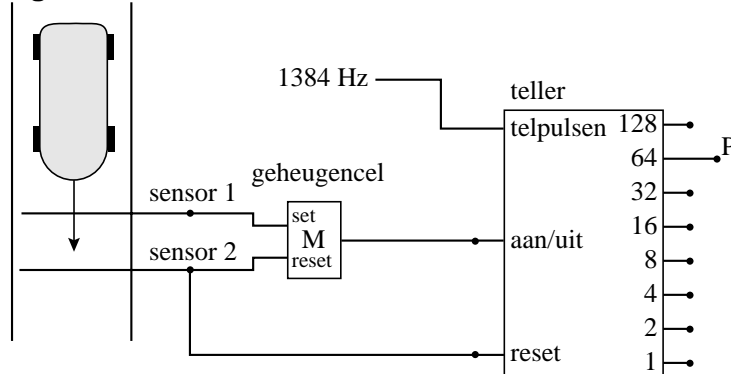 1384 Hz
teller
telpulsen 128
64 P
32
geheugencel
sensor 1
set
16
M
aan/uit
sensor 2
reset
8
4
2
reset
1